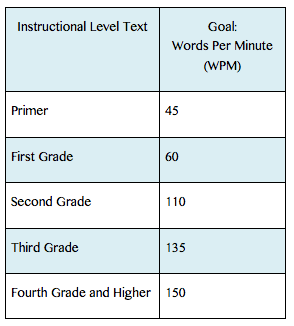 Instructional Level Text
Goal:
Words Per Minute
(WPM)
Primer 45
First Grade 60
Second Grade 110
Third Grade 135
Fourth Grade and Higher 150